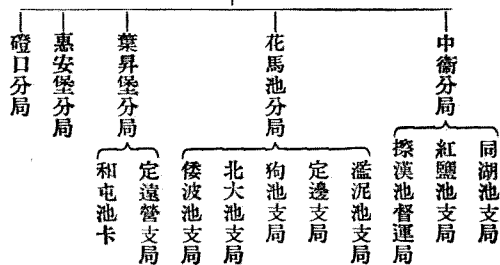 中衞分局
同湖池支局
紅鹽池支局
擦漢池督運局
花馬池分局
濫泥池支局
定邊支局
狗池支局
北大池支局
倭波池支局
葉昇堡分局
定遠營支局
和屯池卡
惠安堡分局
磴口分局